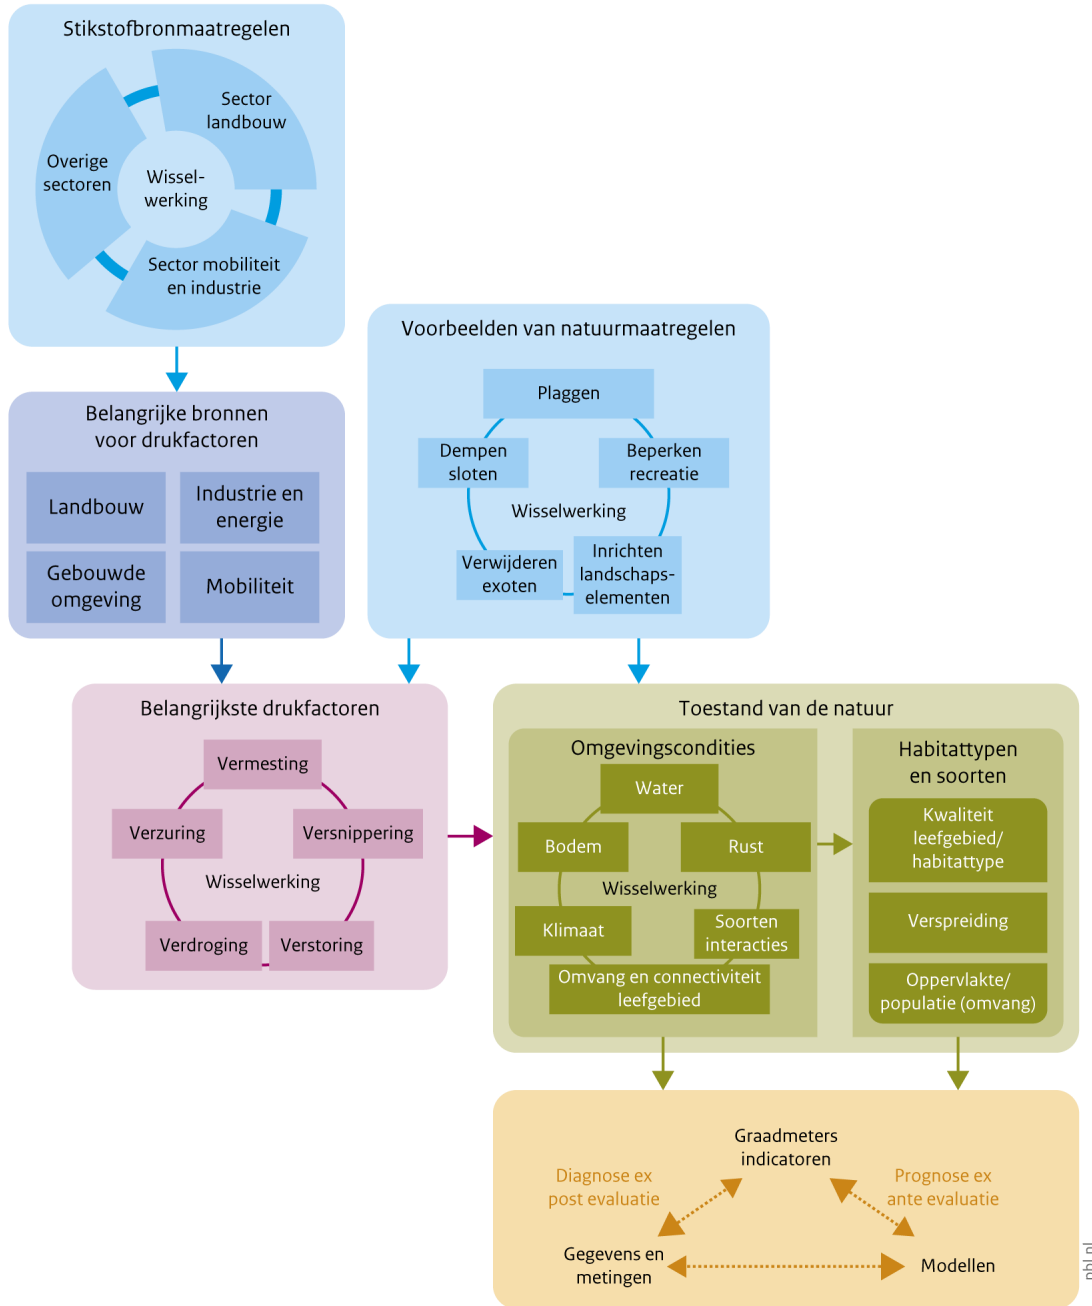 Stikstofbronmaatregelen
Sector
landbouw
Overige
sectoren
Wissel-
werking
Sector mobiliteit
en industrie
Voorbeelden van natuurmaatregelen
Plaggen
Dempen
sloten
Beperken
recreatie
Wisselwerking
Verwijderen
exoten
Inrichten
landschaps-
elementen
Belangrijke bronnen
voor drukfactoren
Landbouw
Industrie en
energie
Gebouwde
omgeving
Mobiliteit
Belangrijkste drukfactoren
Vermesting
Verzuring
Versnippering
Wisselwerking
Verdroging
Verstoring
Toestand van de natuur
Omgevingscondities
Water
Bodem
Rust
Wisselwerking
Klimaat
Soorten
interacties
Omvang en connectiviteit
leefgebied
Habitattypen
en soorten
Kwaliteit
leefgebied/
habitattype
Verspreiding
Oppervlakte/
populatie (omvang)
Graadmeters
indicatoren
Diagnose ex
post evaluatie
Prognose ex
ante evaluatie
Gegevens en
metingen
Modellen
pbl.nl